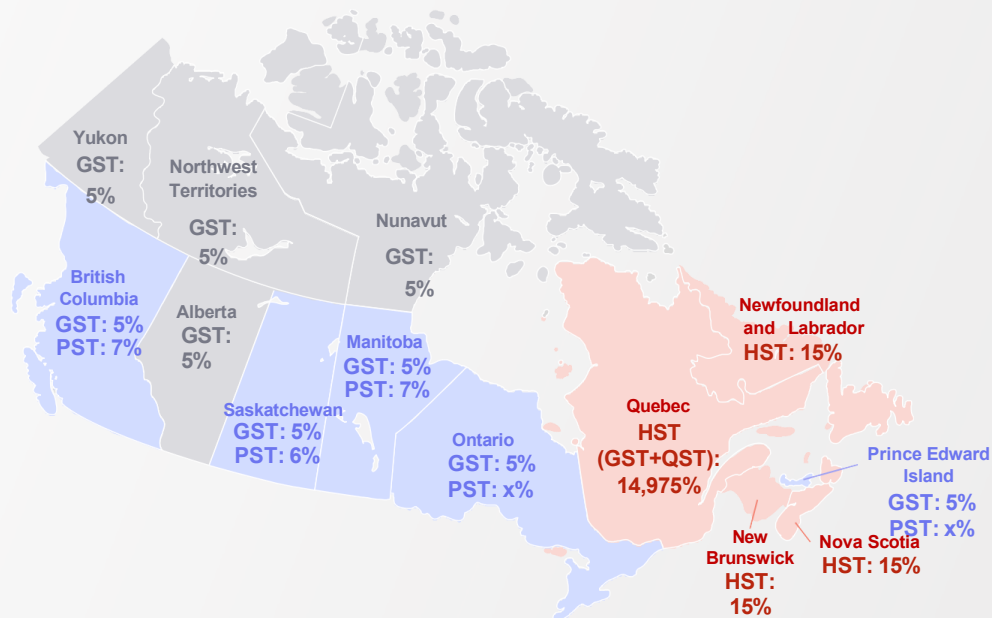 Yukon
GST:
5%
Northwest
Territories
GST:
5%
Nunavut
GST:
5%
British
Columbia
GST: 5%
PST: 7%
Alberta
GST:
5%
Saskatchewan
GST: 5%
PST: 6%
Manitoba
GST: 5%
PST: 7%
Ontario
GST: 5%
PST: x%
Quebec
HST
(GST+QST):
14,975%
Newfoundland
and Labrador
HST: 15%
Prince Edward
Island
GST: 5%
PST: x%
New
Brunswick
HST:
15%
Nova Scotia
HST: 15%